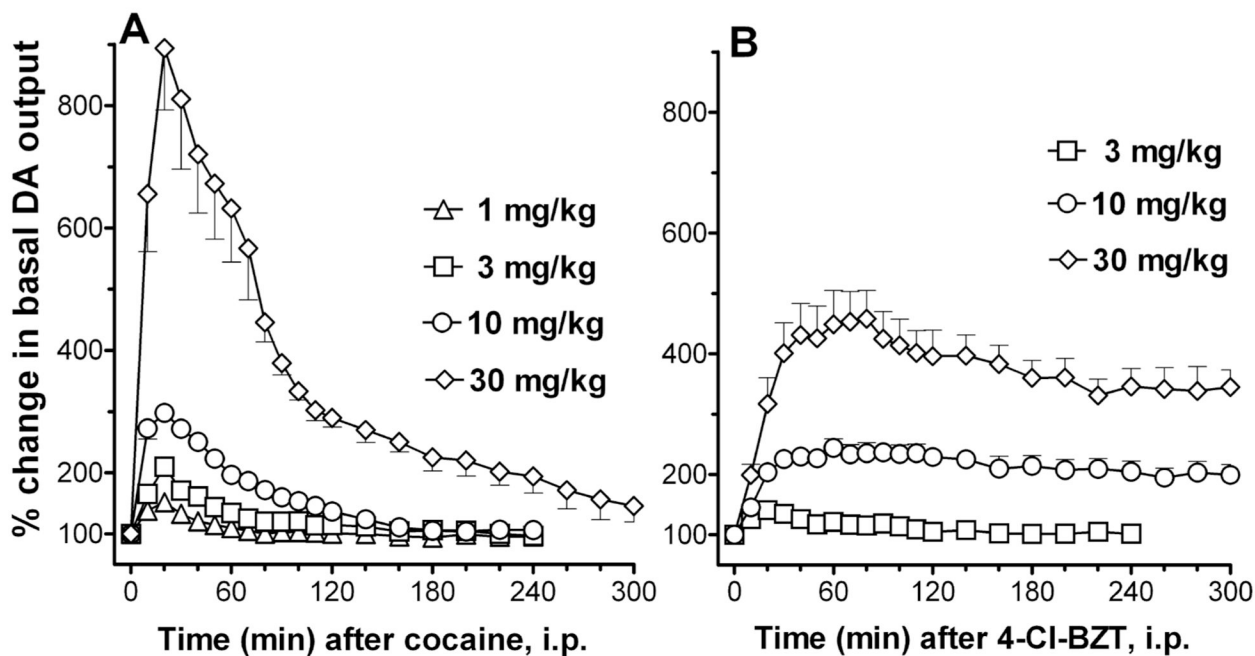 A
% change in basal DA output
800
600
400
200
100
1 mg/kg
3 mg/kg
10 mg/kg
30 mg/kg
0 60 120 180 240 300
Time (min) after cocaine, i.p.
B
800
600
400
200
100
3 mg/kg
10 mg/kg
30 mg/kg
0 60 120 180 240 300
Time (min) after 4-Cl-BZT, i.p.